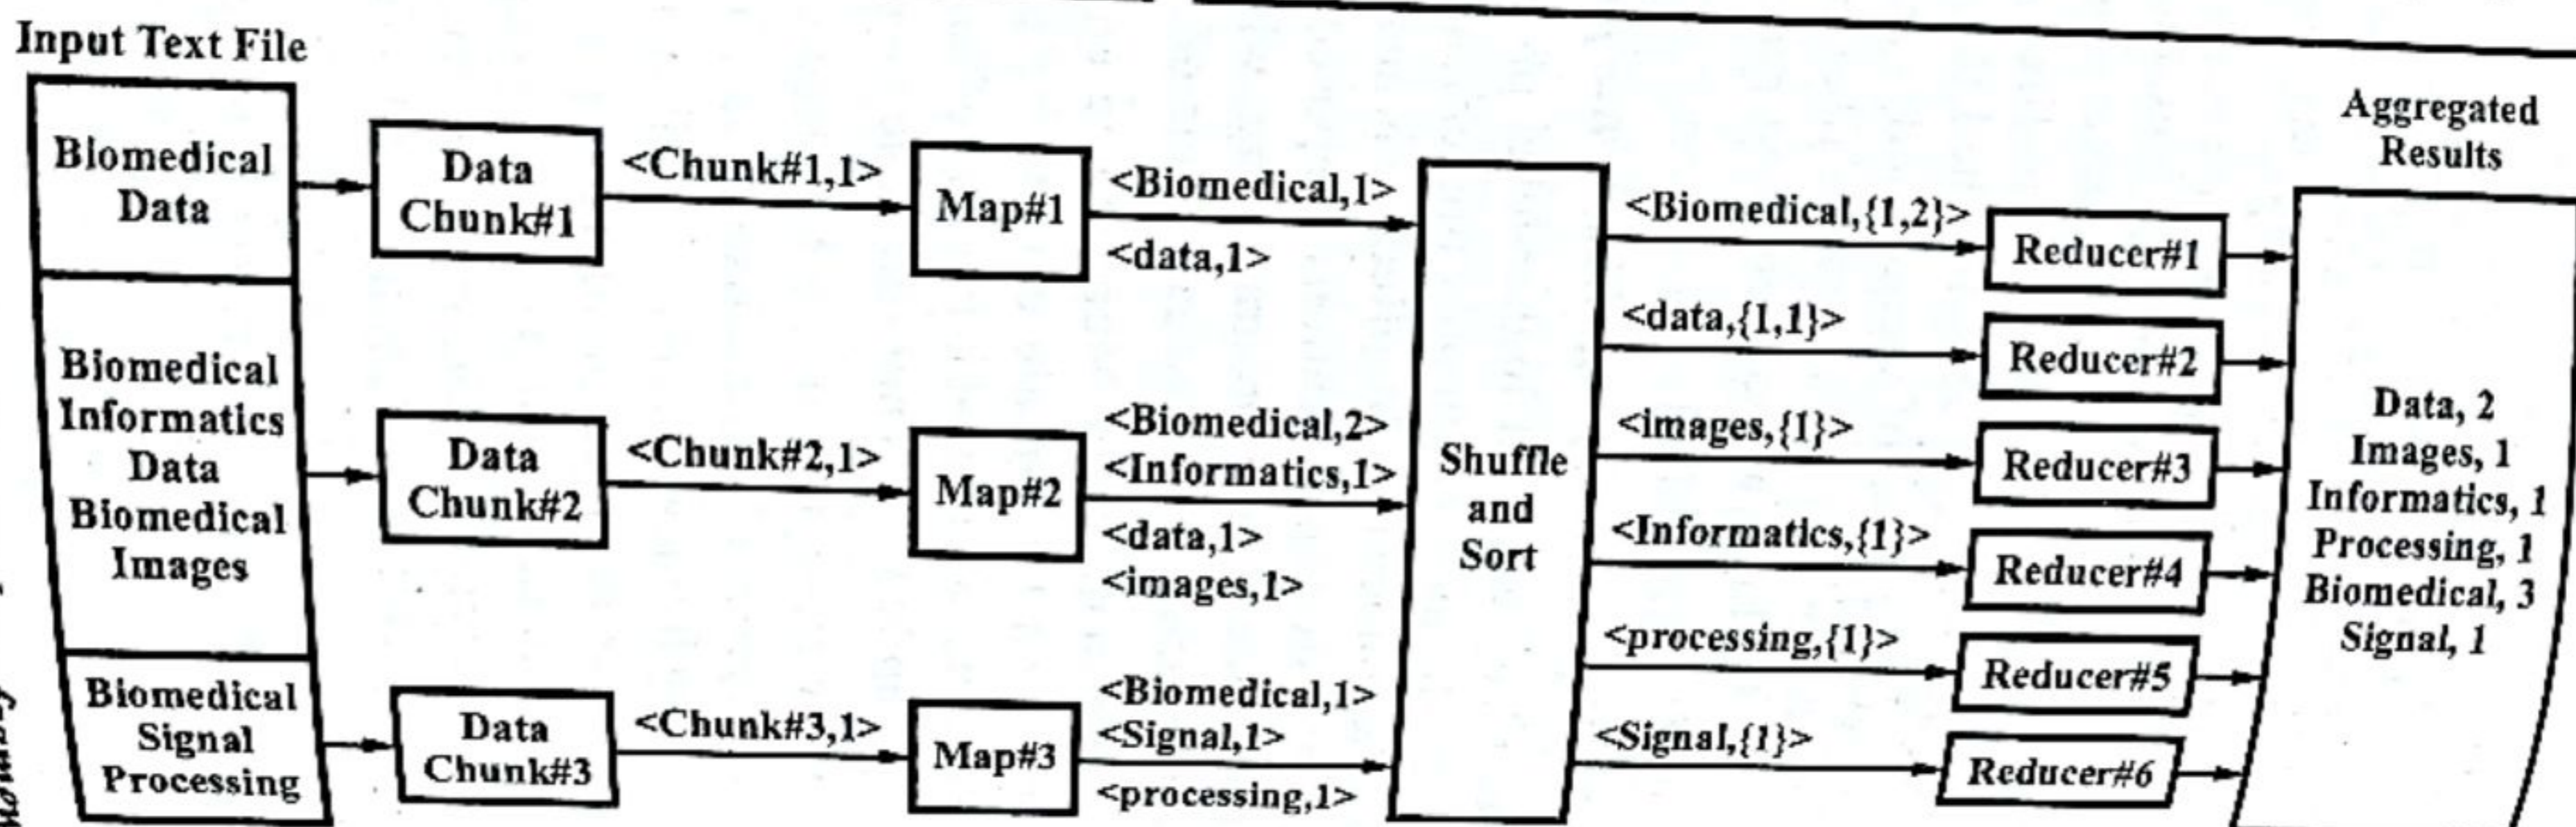 Input Text File
Biomedical
Data
Biomedical
Informatics
Data
Biomedical
Images
Biomedical
Signal
Processing
Data
Chunk#1
Data
Chunk#2
Data
Chunk#3
<Chunk#1,1>
<Chunk#2,1>
<Chunk#3,1>
Map#1
Map#2
Map#3
<Biomedical,1>
<data,1>
<Biomedical,2>
<Informatics,1>
<data,1>
<images,1>
<Biomedical,1>
<Signal,1>
<processing,1>
Shuffle
and
Sort
<Biomedical,{1,2}>
<data,{1,1}>
<images,{1}>
<Informatics,{1}>
<processing,{1}>
<Signal,{1}>
Reducer#1
Reducer#2
Reducer#3
Reducer#4
Reducer#5
Reducer#6
Aggregated
Results
Data, 2
Images, 1
Informatics, 1
Processing, 1
Biomedical, 3
Signal, 1